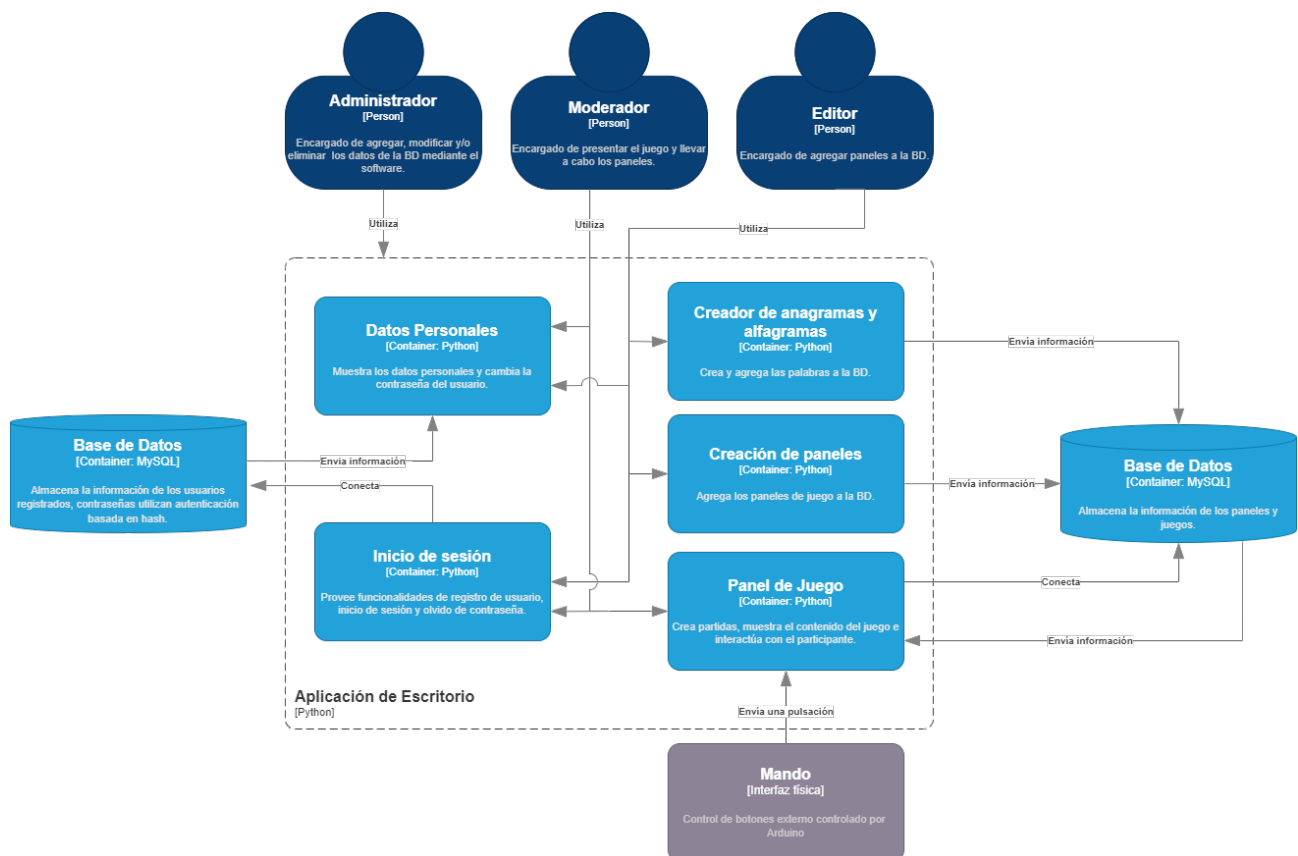 Administrador
[Person]
Encargado de agregar, modificar y/o
eliminar los datos de la BD mediante el
software.
Moderador
[Person]
Encargado de presentar el juego y llevar
a cabo los paneles.
Editor
[Person]
Encargado de agregar paneles a la BD.
Utiliza
Utiliza
Utiliza
Datos Personales
[Container: Python]
Muestra los datos personales y cambia la
contraseña del usuario.
Creador de anagramas y
alfagramas
[Container: Python]
Crea y agrega las palabras a la BD.
Envía información
Base de Datos
[Container: MySQL]
Almacena la información de los usuarios
registrados, contraseñas utilizan autenticación
basada en hash.
Envia información
Conecta
Creación de paneles
[Container: Python]
Agrega los paneles de juego a la BD.
Envía información
Base de Datos
[Container: MySQL]
Almacena la información de los paneles y
juegos.
Inicio de sesión
[Container: Python]
Provee funcionalidades de registro de usuario,
inicio de sesión y olvido de contraseña.
Panel de Juego
[Container: Python]
Crea partidas, muestra el contenido del juego e
interactúa con el participante.
Conecta
Envía información
Aplicación de Escritorio
[Python]
Envía una pulsación
Mando
[Interfaz física]
Control de botones externo controlado por
Arduino